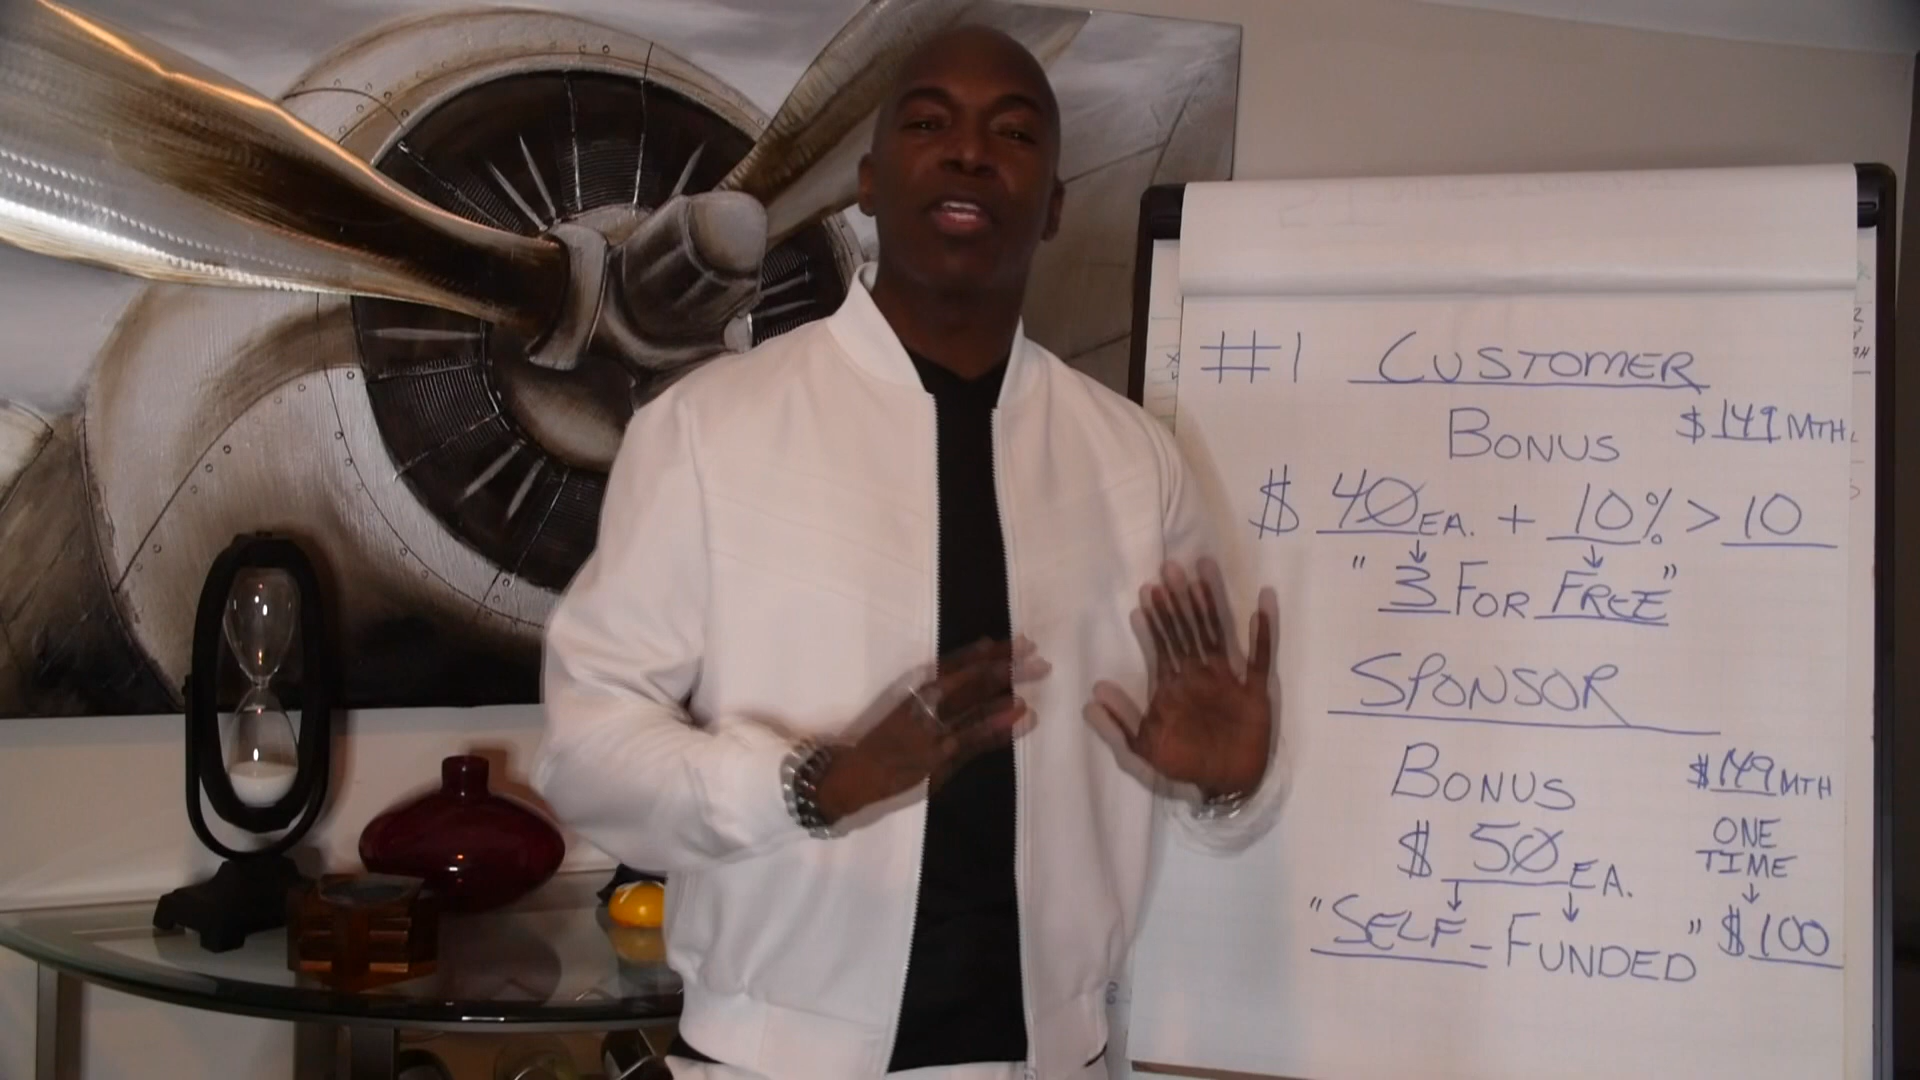 #1 CUSTOMER
BONUS $149 MTH.
$ 40 EA. + 10% > 10
"3 FOR FREE"
SPONSOR
BONUS $149 MTH
$ 50 EA. ONE TIME
"SELF-FUNDED" $100